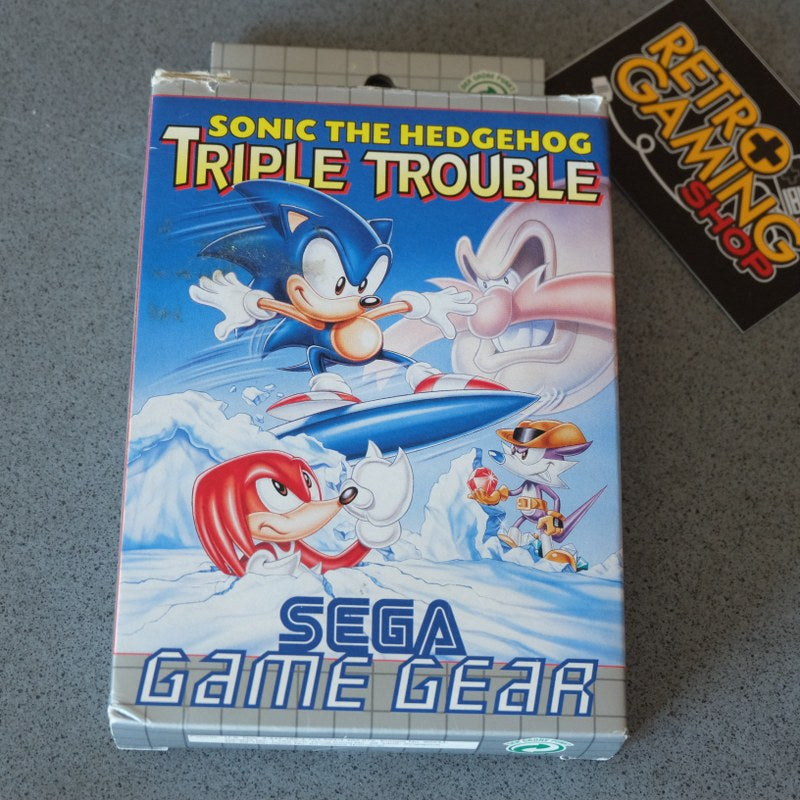 SONIC THE HEDGEHOG
TRIPLE TROUBLE
SEGA
GAME GEAR
RETRO
GAMING
SHOP